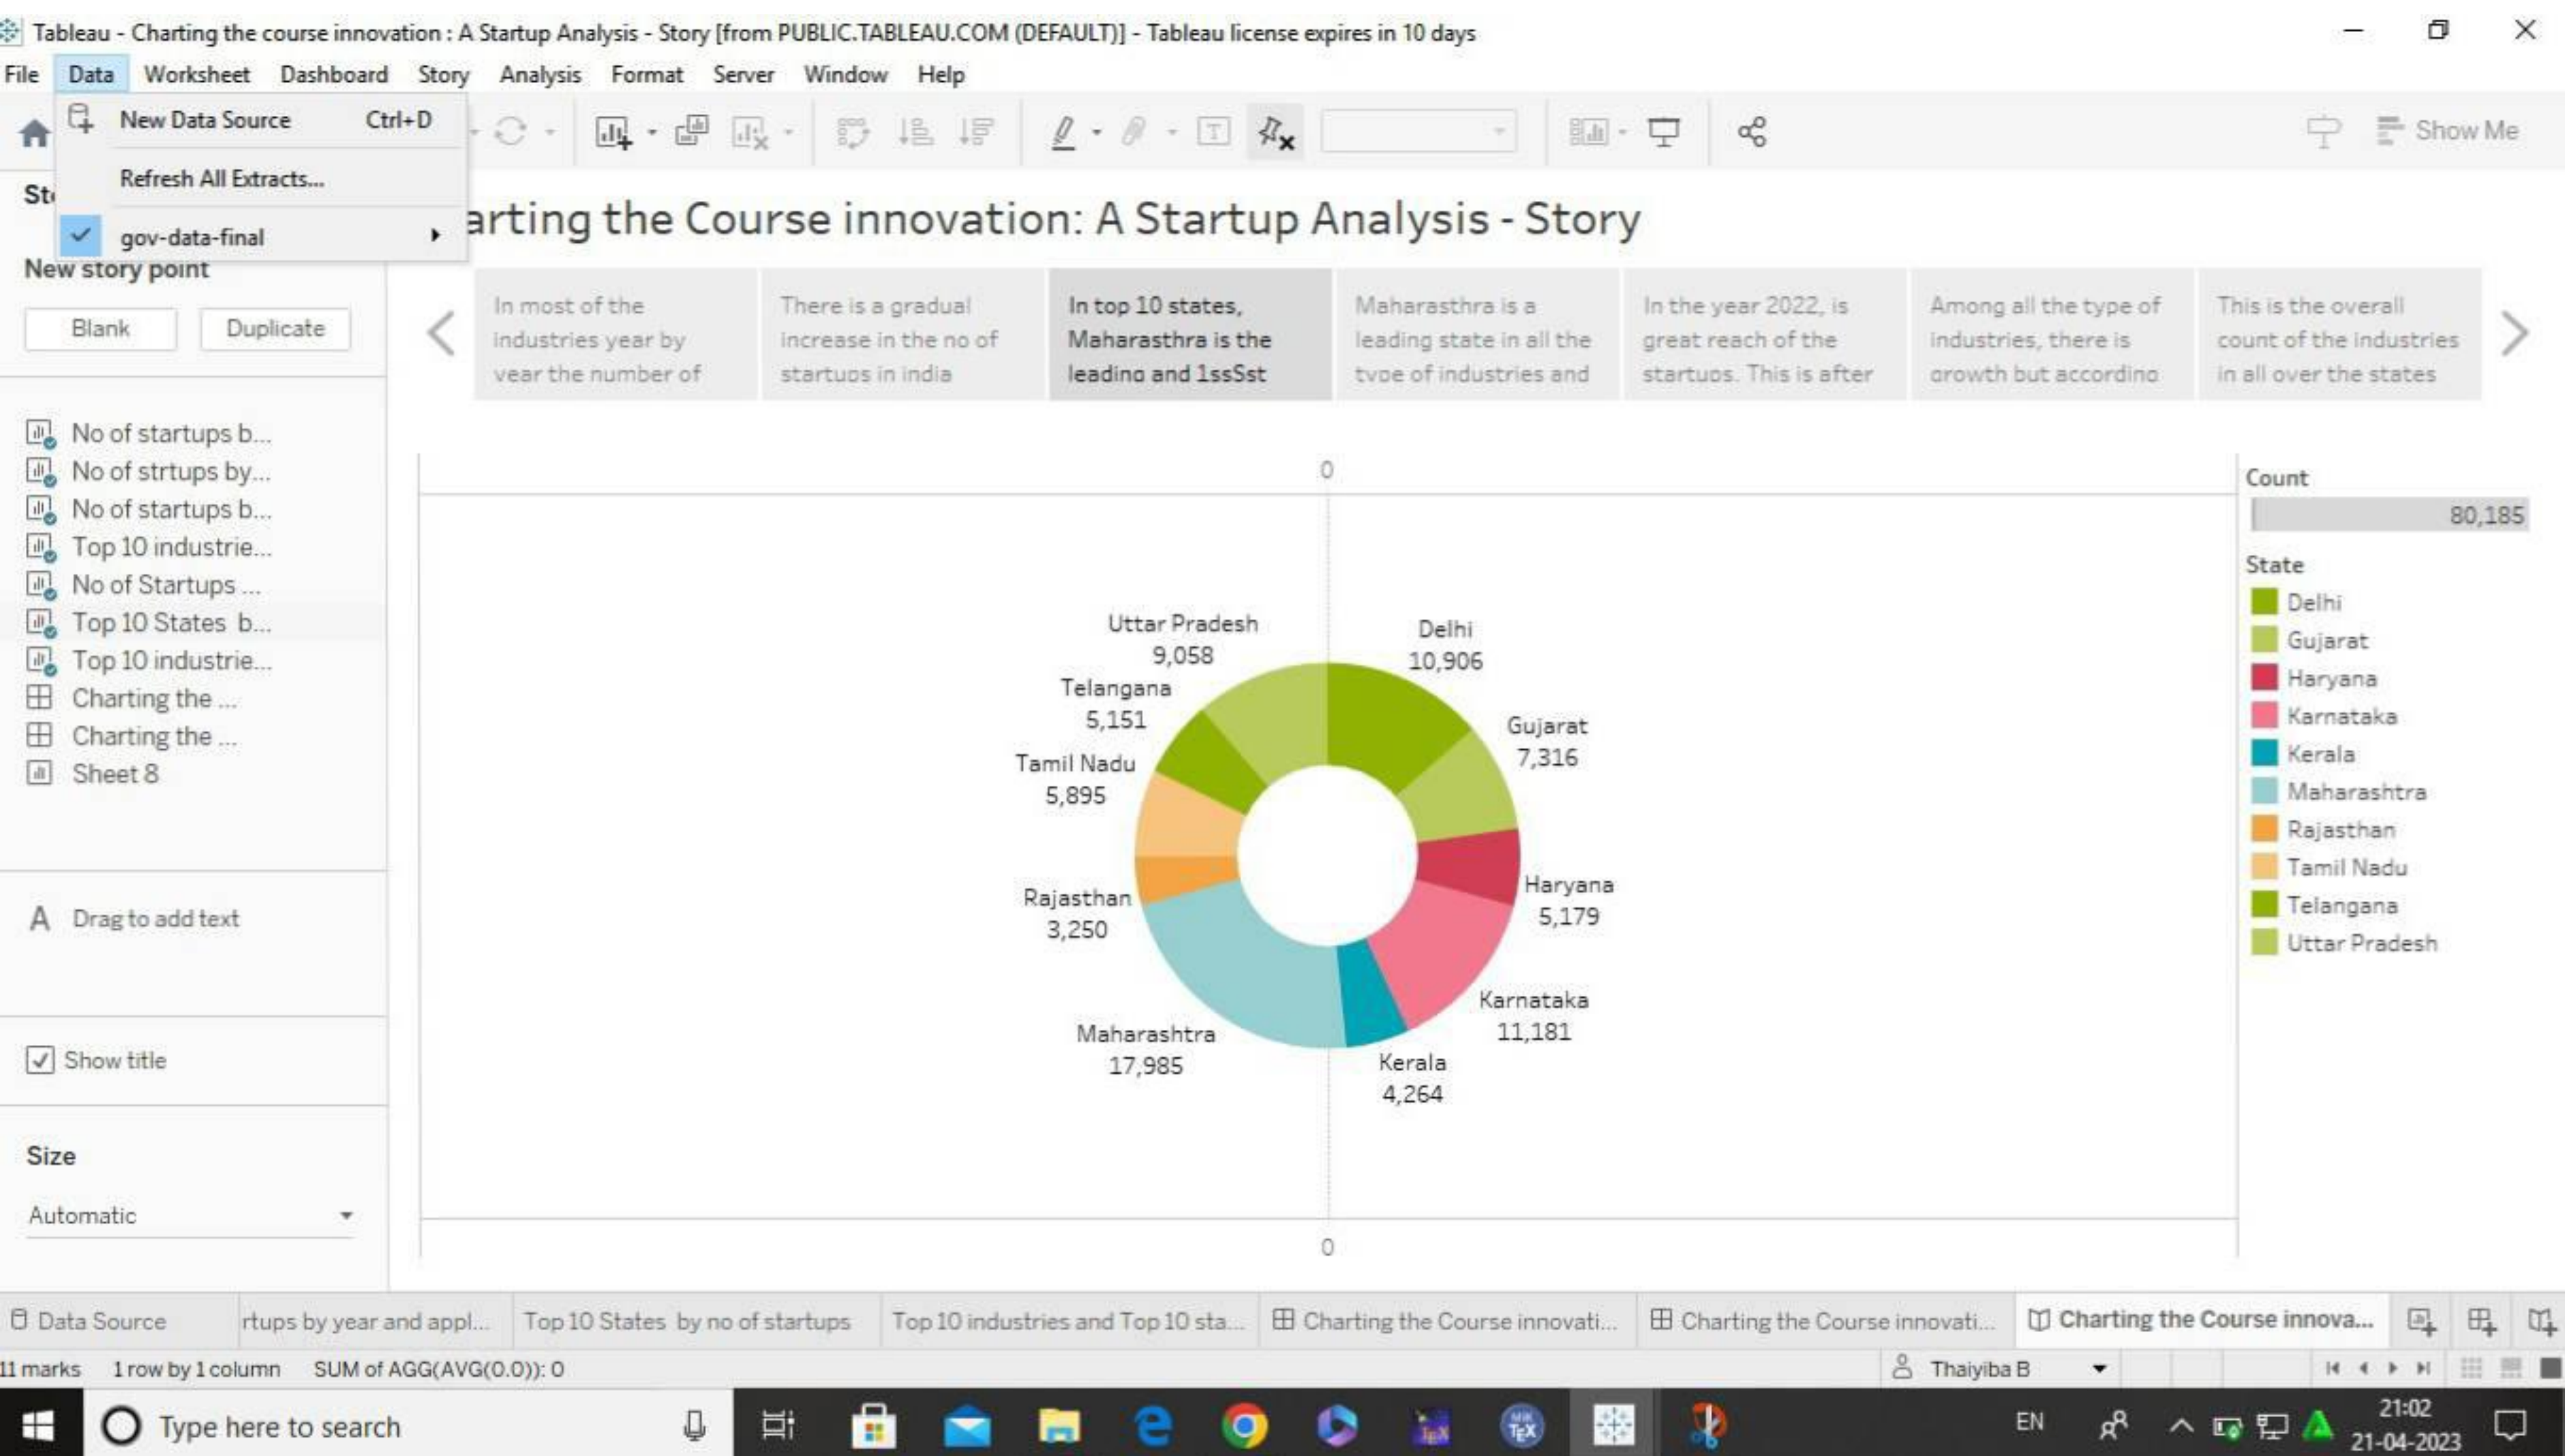 Tableau - Charting the course innovation : A Startup Analysis - Story [from PUBLIC.TABLEAU.COM (DEFAULT)] - Tableau license expires in 10 days
File Data Worksheet Dashboard Story Analysis Format Server Window Help
New Data Source Ctrl+D
Refresh All Extracts...
gov-data-final
Show Me
arting the Course innovation: A Startup Analysis - Story
New story point
Blank Duplicate
In most of the
industries year by
year the number of
There is a gradual
increase in the no of
startups in india
In top 10 states,
Maharasthra is the
leading and 1ssSst
Maharasthra is a
leading state in all the
type of industries and
In the year 2022, is
great reach of the
startups. This is after
Among all the type of
industries, there is
growth but according
This is the overall
count of the industries
in all over the states
No of startups b...
No of strtups by...
No of startups b...
Top 10 industrie...
No of Startups ...
Top 10 States b...
Top 10 industrie...
Charting the ...
Charting the ...
Sheet 8
A Drag to add text
Show title
Size
Automatic
0
Uttar Pradesh
9,058
Delhi
10,906
Telangana
5,151
Gujarat
7,316
Tamil Nadu
5,895
Haryana
5,179
Rajasthan
3,250
Karnataka
11,181
Maharashtra
17,985
Kerala
4,264
0
Count
80,185
State
Delhi
Gujarat
Haryana
Karnataka
Kerala
Maharashtra
Rajasthan
Tamil Nadu
Telangana
Uttar Pradesh
Data Source rtups by year and appl... Top 10 States by no of startups Top 10 industries and Top 10 sta... Charting the Course innovati... Charting the Course innovati... Charting the Course innova...
11 marks 1 row by 1 column SUM of AGG(AVG(0.0)): 0 Thaiyiba B
Type here to search
EN
21:02
21-04-2023